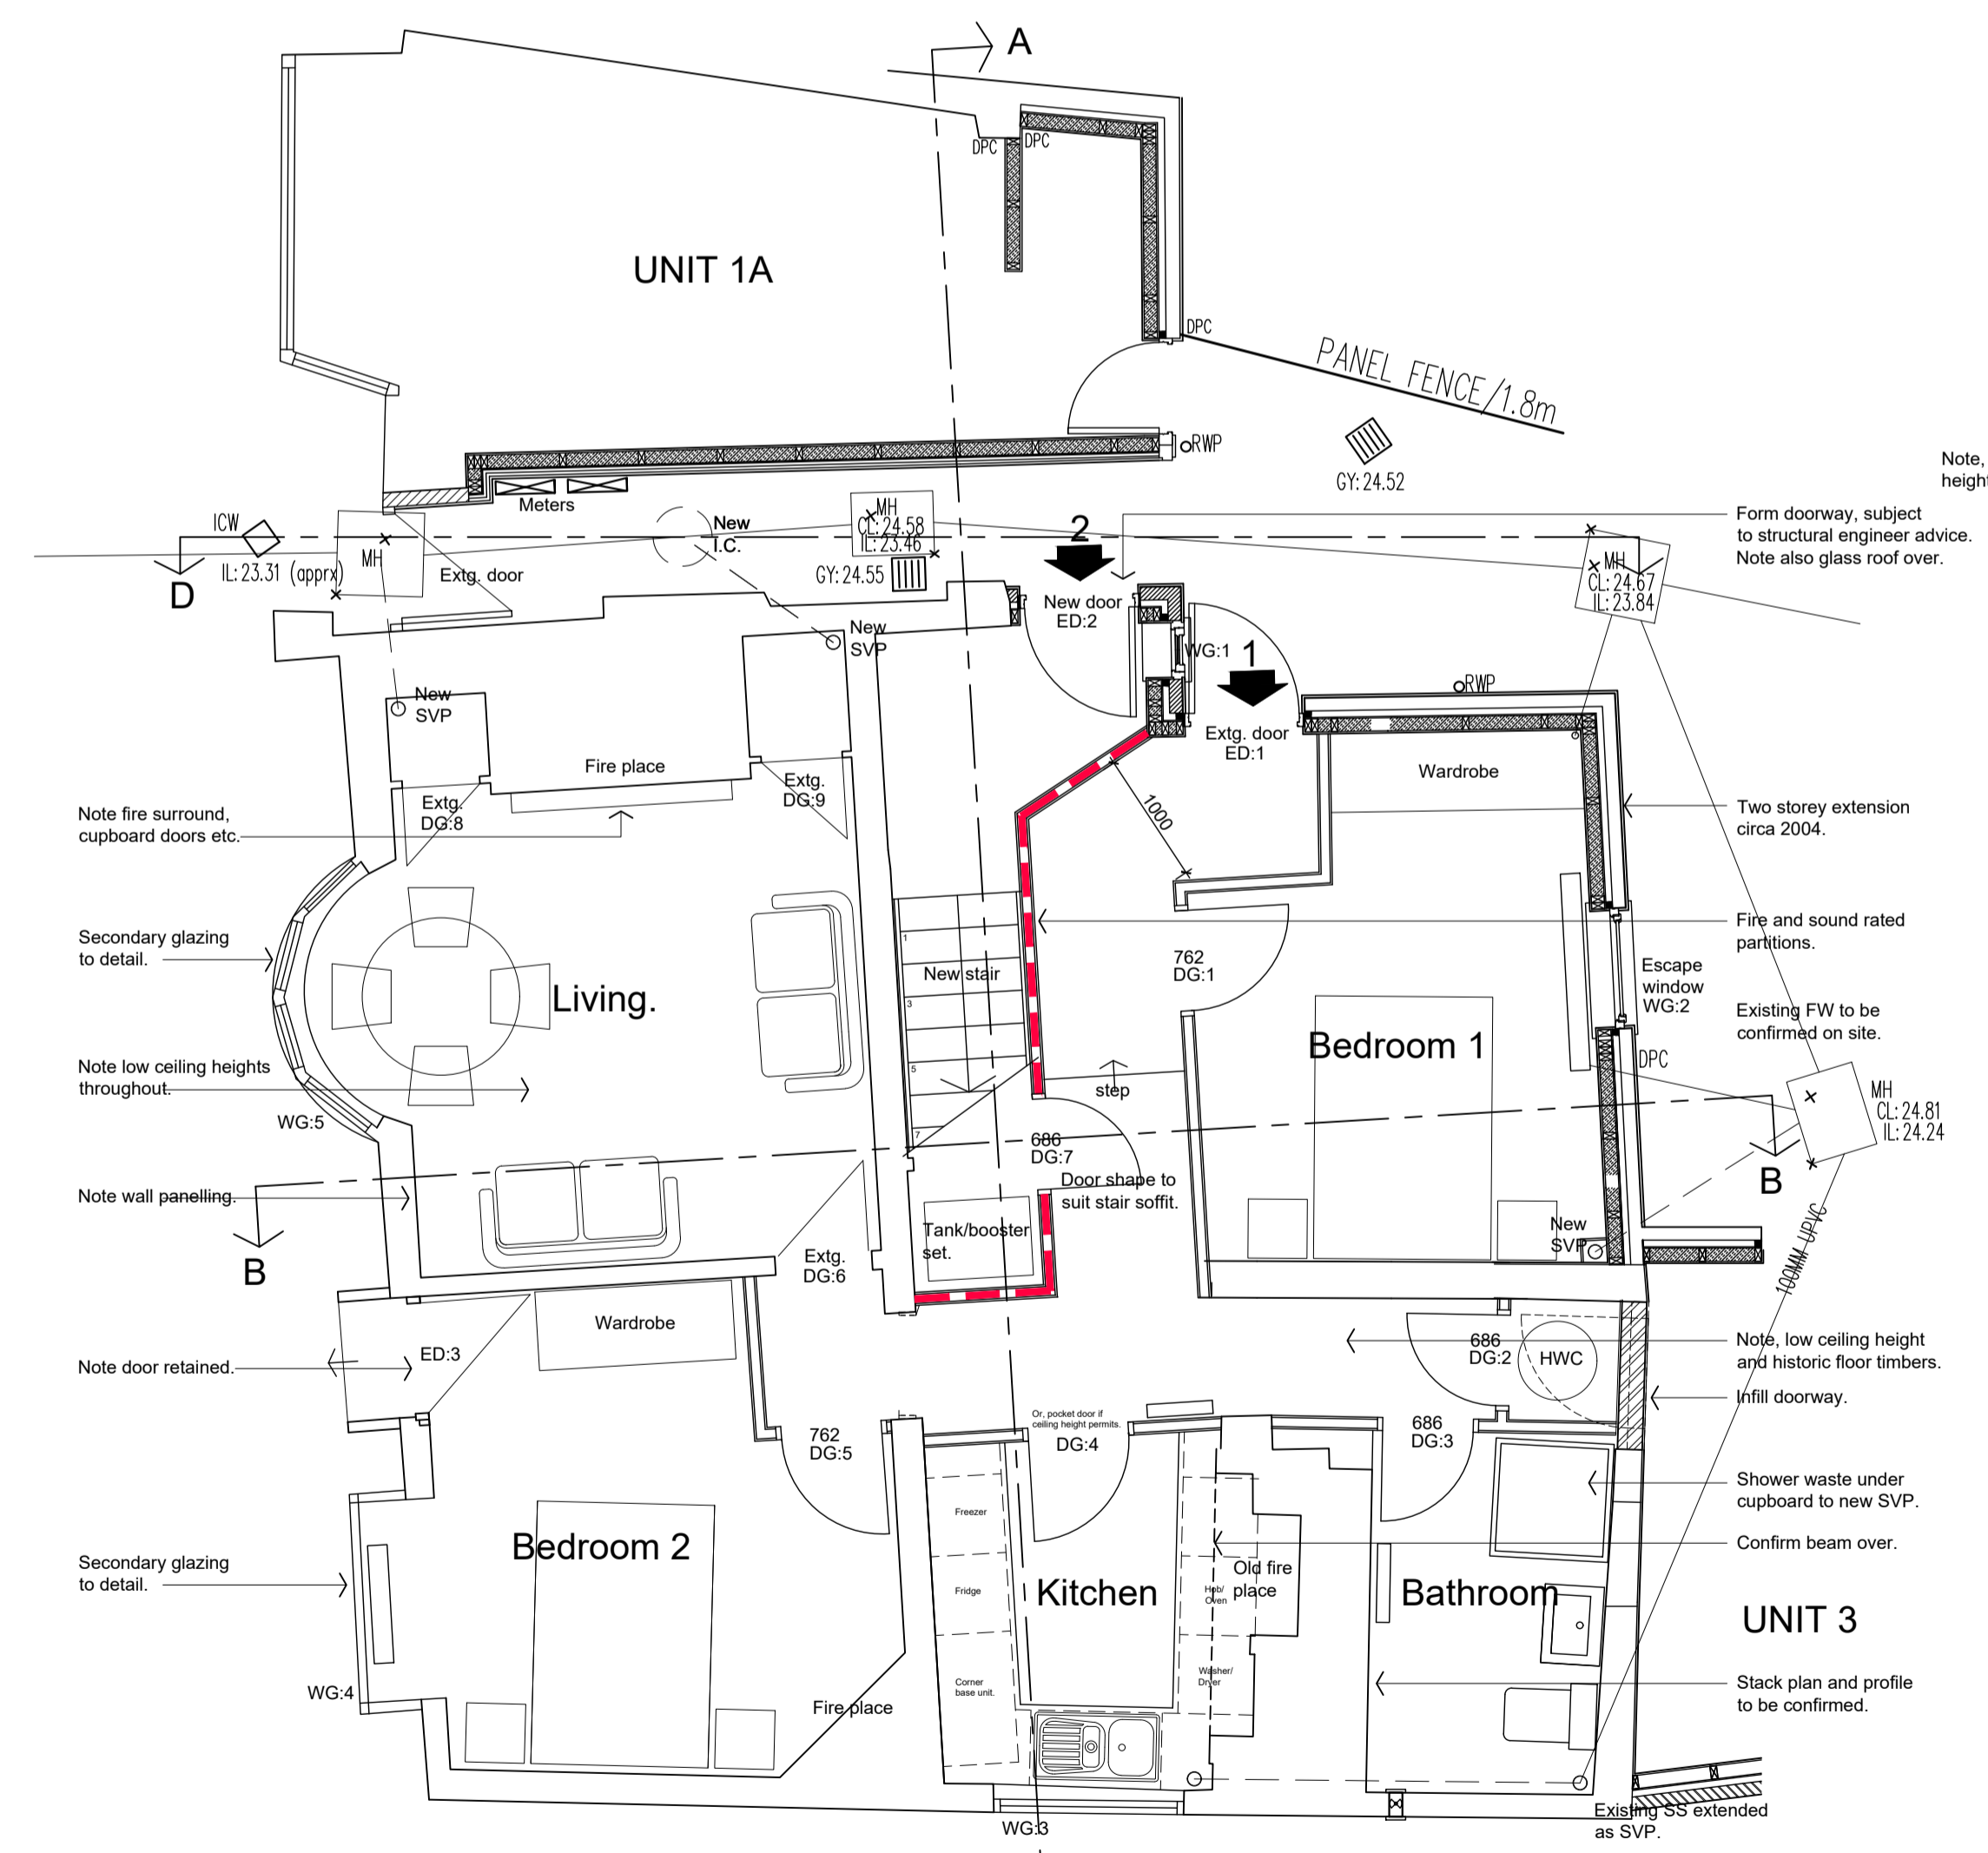 A
DPC
DPC
UNIT 1A
DPC
PANEL FENCE/1.8m
RWP
GY: 24.52
Note,
Meters
ICW
MH
IL: 23.31 (apprx)
D
Extg. door
New
I.C.
MH
CL: 24.58
IL: 23.46
GY: 24.55
2
New door
ED:2
WG:1
1
Extg. door
ED:1
MH
CL: 24.67
IL: 23.84
Form doorway, subject
to structural engineer advice.
Note also glass roof over.
New
SVP
New
SVP
RWP
Fire place
Extg.
DG:8
Extg.
DG:9
Wardrobe
1000
Note fire surround,
cupboard doors etc.
Two storey extension
circa 2004.
Secondary glazing
to detail.
Living.
1
New stair
3
5
7
762
DG:1
Fire and sound rated
partitions.
Escape
window
WG:2
Existing FW to be
confirmed on site.
Bedroom 1
DPC
Note low ceiling heights
throughout.
WG:5
step
MH
CL: 24.81
IL: 24.24
686
DG:7
Door shape to
suit stair soffit.
Note wall panelling.
B
B
Tank/booster
set.
New
SVP
100MM UPVC
Extg.
DG:6
Wardrobe
Note door retained.
ED:3
686
DG:2
HWC
Note, low ceiling height
and historic floor timbers.
Infill doorway.
762
DG:5
Or, pocket door if
ceiling height permits.
DG:4
686
DG:3
Shower waste under
cupboard to new SVP.
Confirm beam over.
Secondary glazing
to detail.
Bedroom 2
Freezer
Fridge
Corner
base unit.
Kitchen
Hob/
Oven
Old fire
place
Washer/
Dryer
Bathroom
UNIT 3
WG:4
Fire place
Stack plan and profile
to be confirmed.
WG:3
Existing SS extended
as SVP.